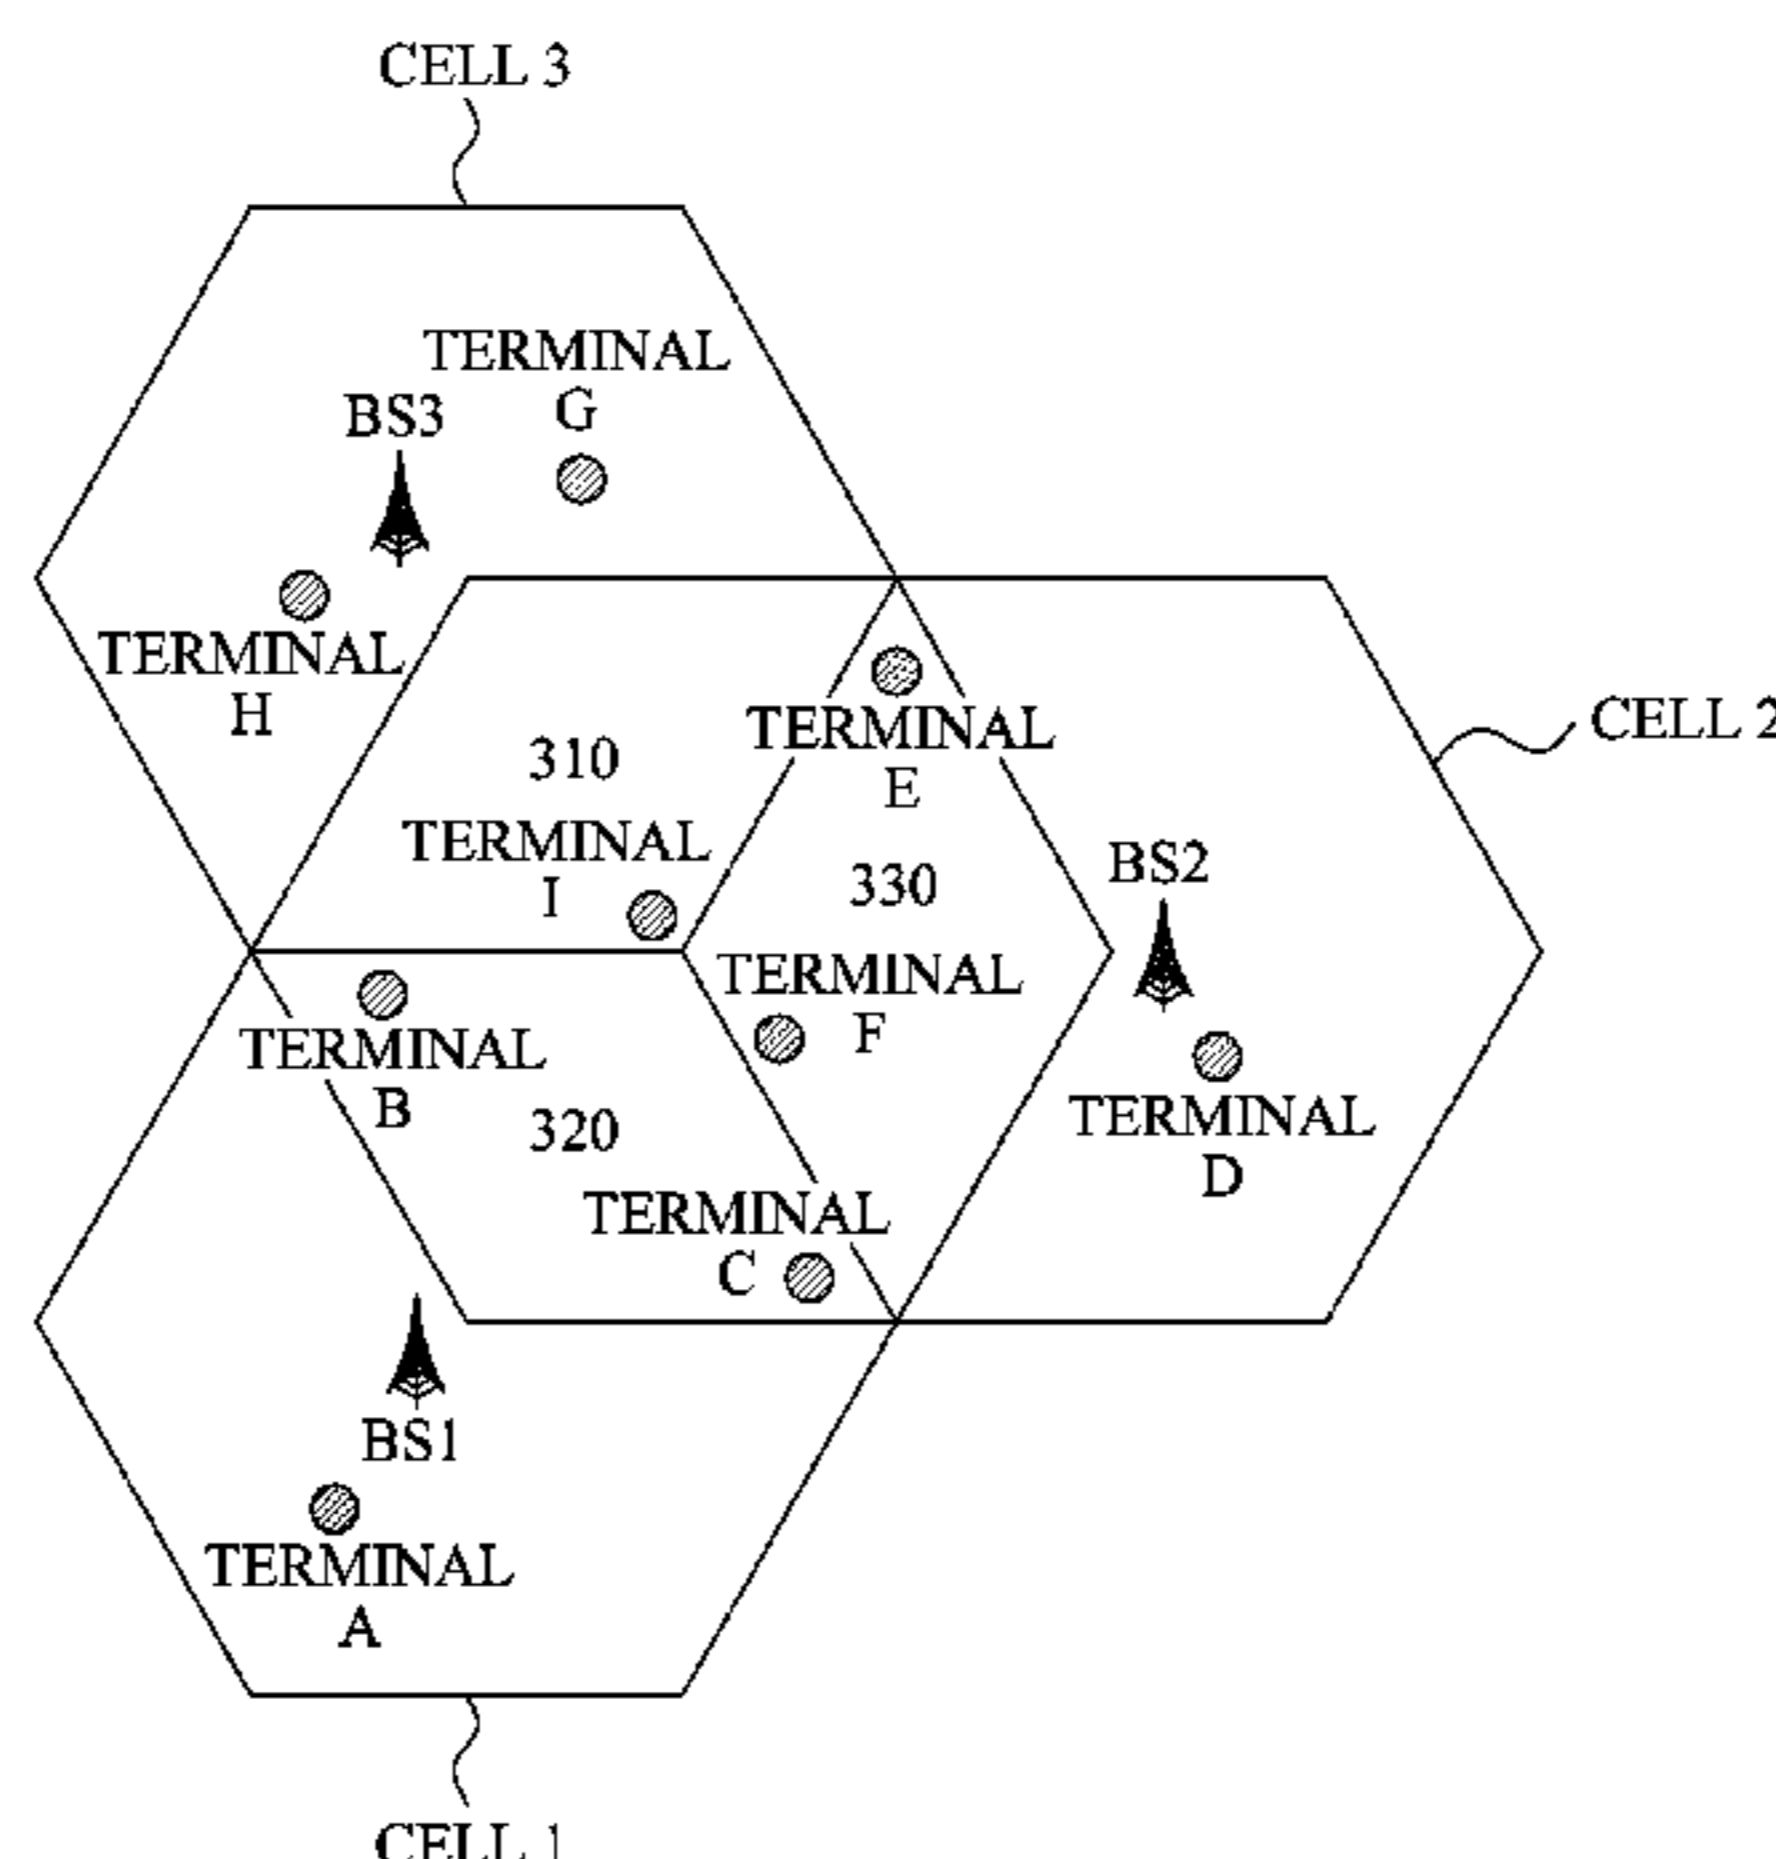 CELL 3
TERMINAL
G
BS3
TERMINAL
H
CELL 2
TERMINAL
E
310
TERMINAL
I
330
BS2
TERMINAL
F
TERMINAL
B
TERMINAL
D
320
TERMINAL
C
BS1
TERMINAL
A
CELL 1